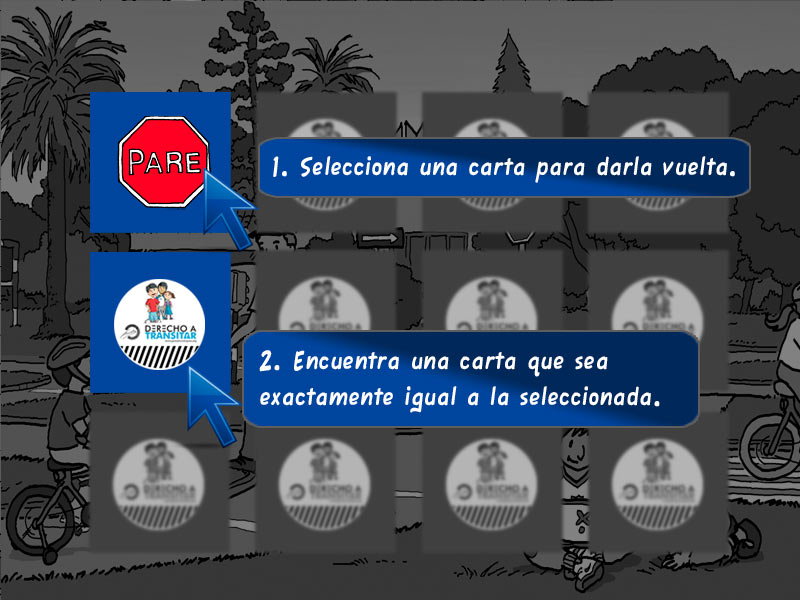 PARE
1. Selecciona una carta para darla vuelta.
DERECHO A
TRANSITAR
2. Encuentra una carta que sea
exactamente igual a la seleccionada.